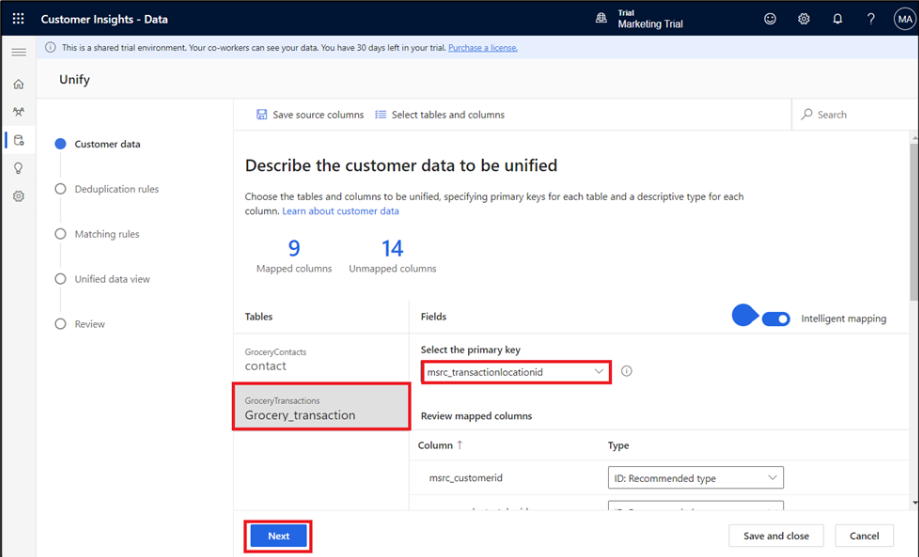 Customer Insights - Data
Trial
Marketing Trial
?
MA
This is a shared trial environment. Your co-workers can see your data. You have 30 days left in your trial. Purchase a license.
Unify
Save source columns
Select tables and columns
Search
Customer data
Deduplication rules
Matching rules
Unified data view
Review
Describe the customer data to be unified
Choose the tables and columns to be unified, specifying primary keys for each table and a descriptive type for each
column. Learn about customer data
9
Mapped columns
14
Unmapped columns
Tables
Fields
Intelligent mapping
GroceryContacts
contact
GroceryTransactions
Grocery_transaction
Select the primary key
msrc_transactionlocationid
Review mapped columns
Column ↑
Type
msrc_customerid
ID: Recommended type
Next
Save and close
Cancel